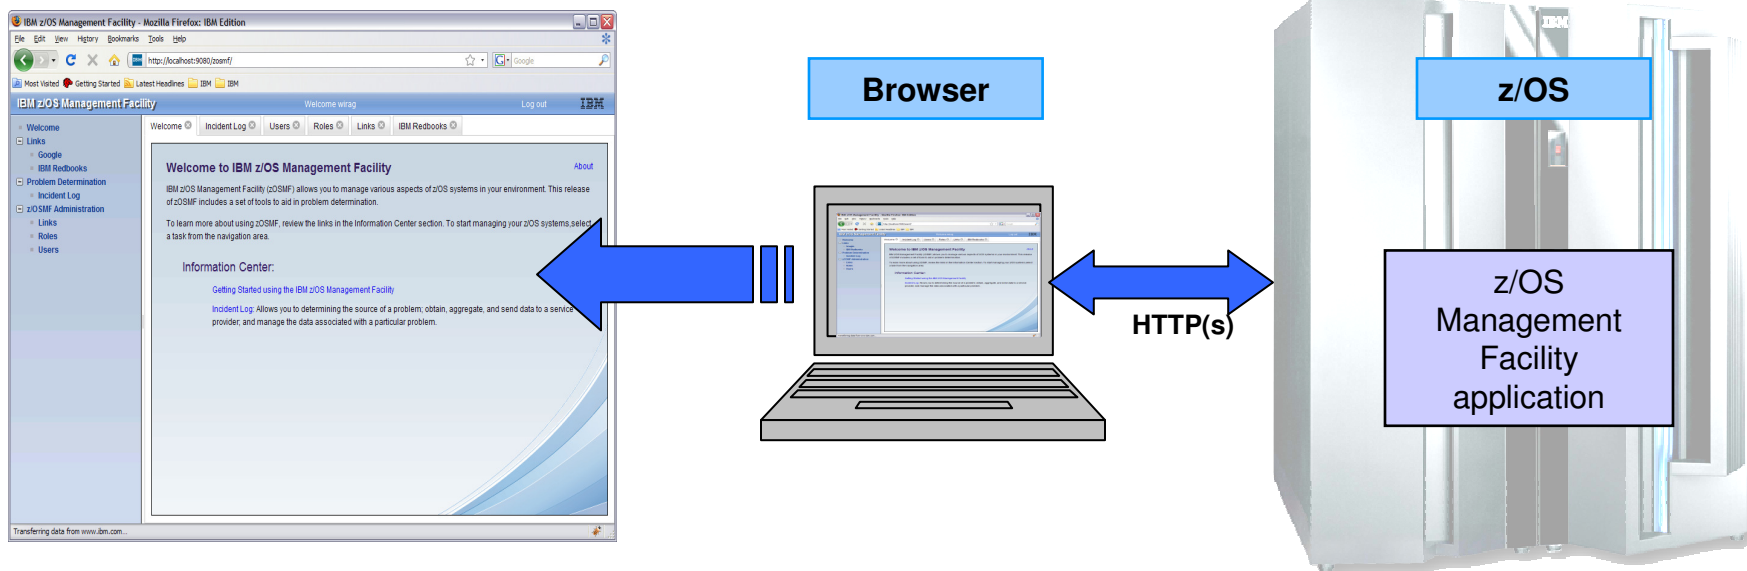 IBM z/OS Management Facility - Mozilla Firefox: IBM Edition
File Edit View History Bookmarks Tools Help
http://localhost:9080/zosmf/
Google
Most Visited Getting Started Latest Headlines IBM IBM
IBM z/OS Management Facility Welcome wirag Log out IBM
Welcome
Links
Google
IBM Redbooks
Problem Determination
Incident Log
z/OSMF Administration
Links
Roles
Users
Welcome Incident Log Users Roles Links IBM Redbooks
Welcome to IBM z/OS Management Facility About
IBM z/OS Management Facility (zOSMF) allows you to manage various aspects of z/OS systems in your environment. This release
of zOSMF includes a set of tools to aid in problem determination.
To learn more about using zOSMF, review the links in the Information Center section. To start managing your z/OS systems,select
a task from the navigation area.
Information Center:
Getting Started using the IBM z/OS Management Facility
Incident Log: Allows you to determining the source of a problem; obtain, aggregate, and send data to a service
provider; and manage the data associated with a particular problem.
Transferring data from www.ibm.com...
Browser
HTTP(s)
IBM
z/OS
z/OS
Management
Facility
application